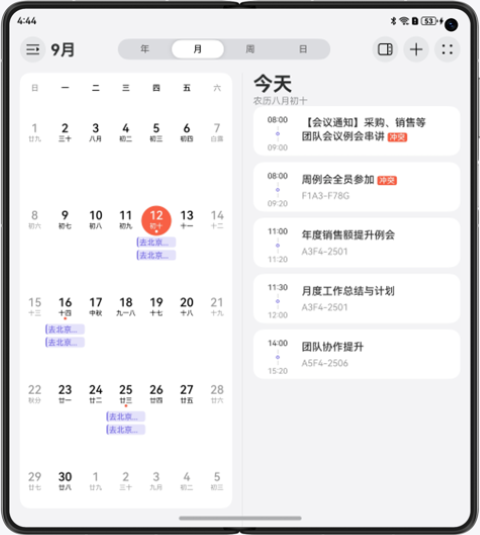 4:44
53
9月
年 月 周 日
日 一 二 三 四 五 六
1 2 3 4 5 6 7
廿九 三十 八月 初二 初三 初四 白露
8 9 10 11 12 13 14
初六 初七 初八 初九 初十 十一 十二
去北京...
去北京...
15 16 17 18 19 20 21
十三 十四 中秋 九一八 十七 十八 十九
去北京...
去北京...
22 23 24 25 26 27 28
秋分 廿一 廿二 廿三 廿四 廿五 廿六
去北京...
去北京...
29 30 1 2 3 4 5
廿七 廿八 廿九 三十 九月 初二 初三
今天
农历八月初十
08:00
【会议通知】采购、销售等
团队会议例会串讲 冲突
09:00
08:00
周例会全员参加 冲突
F1A3-F78G
09:20
11:00
年度销售额提升例会
A3F4-2501
11:20
11:30
月度工作总结与计划
A3F4-2501
12:00
14:00
团队协作提升
A5F4-2506
15:20